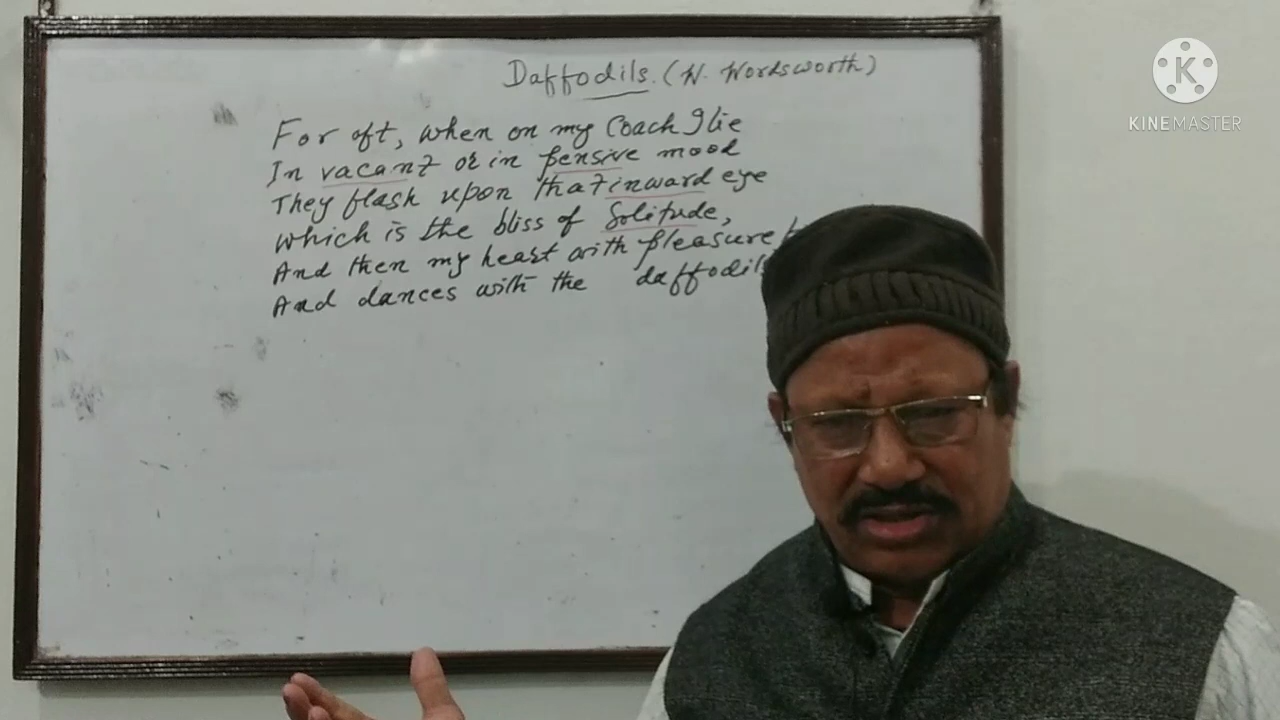 Daffodils. (W. Wordsworth)
For oft, when on my Coach I lie
In vacant or in pensive mood
They flash upon that inward eye
which is the bliss of Solitude,
And then my heart with pleasure
And dances with the daffodils
KINEMASTER